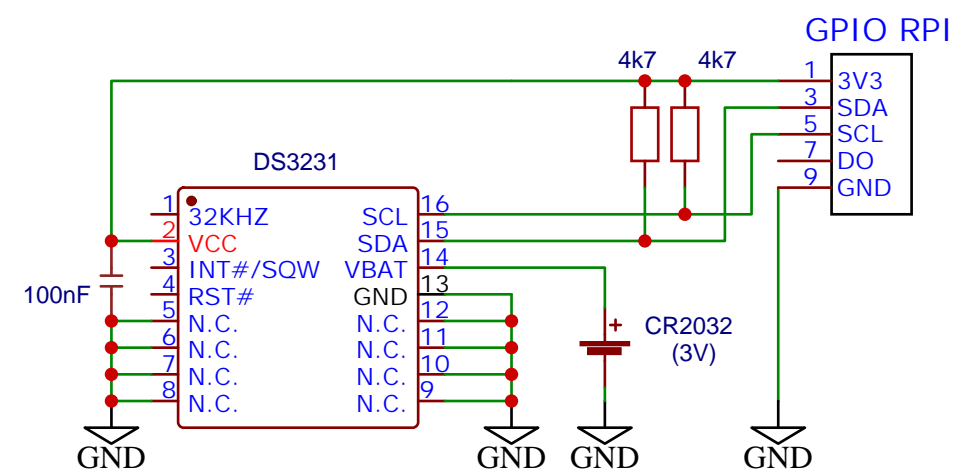 GPIO RPI
4k7 4k7
1 3V3
3 SDA
5 SCL
7 DO
9 GND
DS3231
1 32KHZ SCL 16
2 VCC SDA 15
3 INT#/SQW VBAT 14
4 RST# GND 13
5 N.C. N.C. 12
6 N.C. N.C. 11
7 N.C. N.C. 10
8 N.C. N.C. 9
100nF
+ CR2032
(3V)
GND GND GND GND